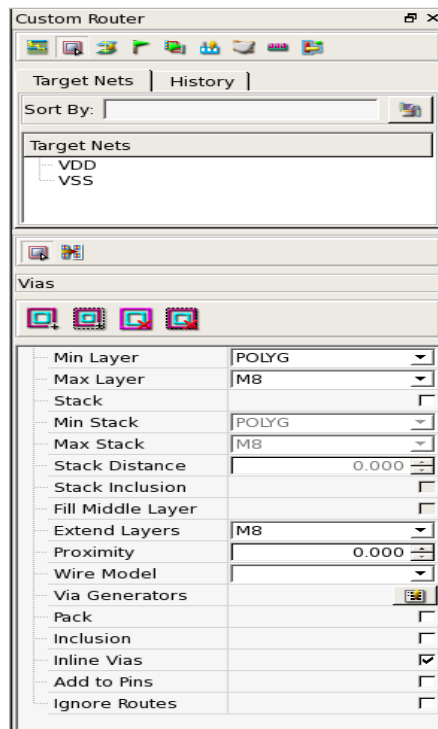 Custom Router
Target Nets History
Sort By:
Target Nets
VDD
VSS
Vias
Min Layer POLYG
Max Layer M8
Stack
Min Stack POLYG
Max Stack M8
Stack Distance 0.000
Stack Inclusion
Fill Middle Layer
Extend Layers M8
Proximity 0.000
Wire Model
Via Generators
Pack
Inclusion
Inline Vias
Add to Pins
Ignore Routes